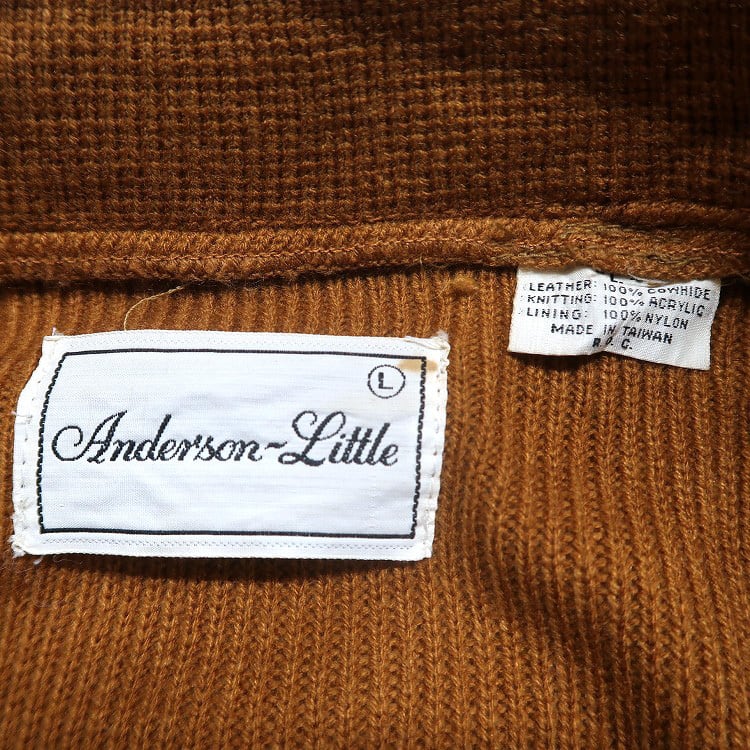 L
Anderson~Little
LEATHER: 100% COWHIDE
KNITTING: 100% ACRYLIC
LINING: 100% NYLON
MADE IN TAIWAN
R.O.C.